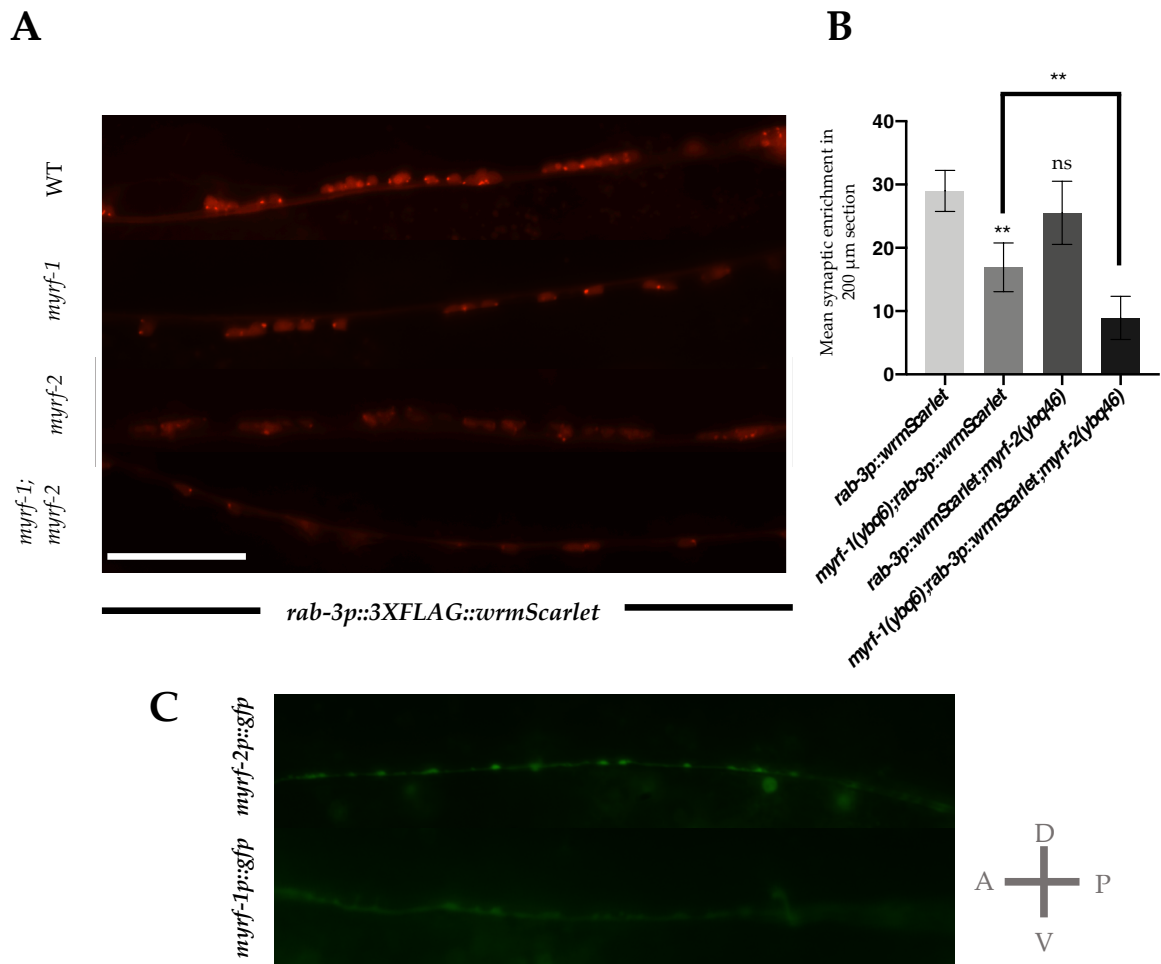 A
B
WT
myrf-1
myrf-2
myrf-1;
myrf-2
rab-3p::3XFLAG::wrmScarlet
**
ns
**
40
30
20
10
0
Mean synaptic enrichment in
200 µm section
rab-3p::wrmScarlet
myrf-1(ybq6);rab-3p::wrmScarlet
rab-3p::wrmScarlet;myrf-2(ybq46)
myrf-1(ybq6);rab-3p::wrmScarlet;myrf-2(ybq46)
C
myrf-2p::gfp
myrf-1p::gfp
D
A
P
V